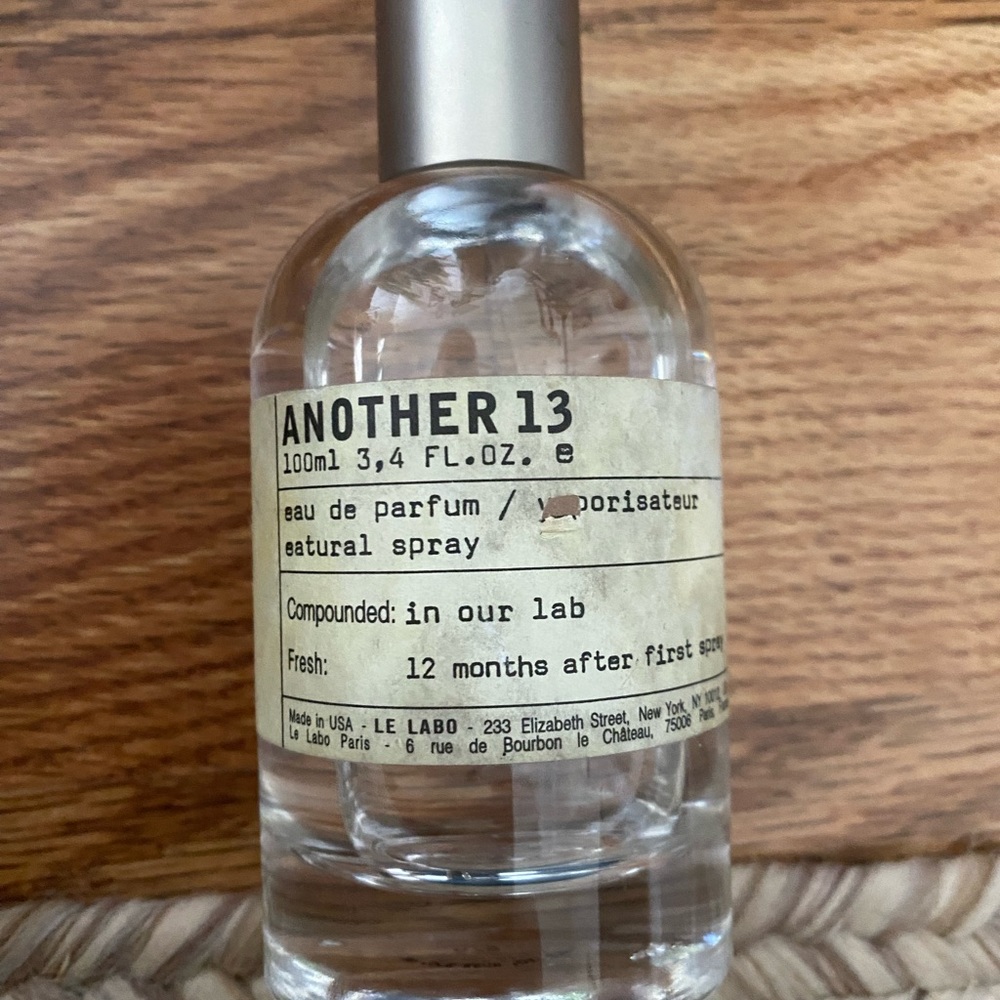 ANOTHER 13
100ml 3,4 FL.OZ. e
eau de parfum / vaporisateur
eatural spray
Compounded: in our lab
Fresh: 12 months after first spray
Made in USA - LE LABO - 233 Elizabeth Street, New York, NY
Le Labo Paris - 6 rue de Bourbon le Château, 75006 Paris,